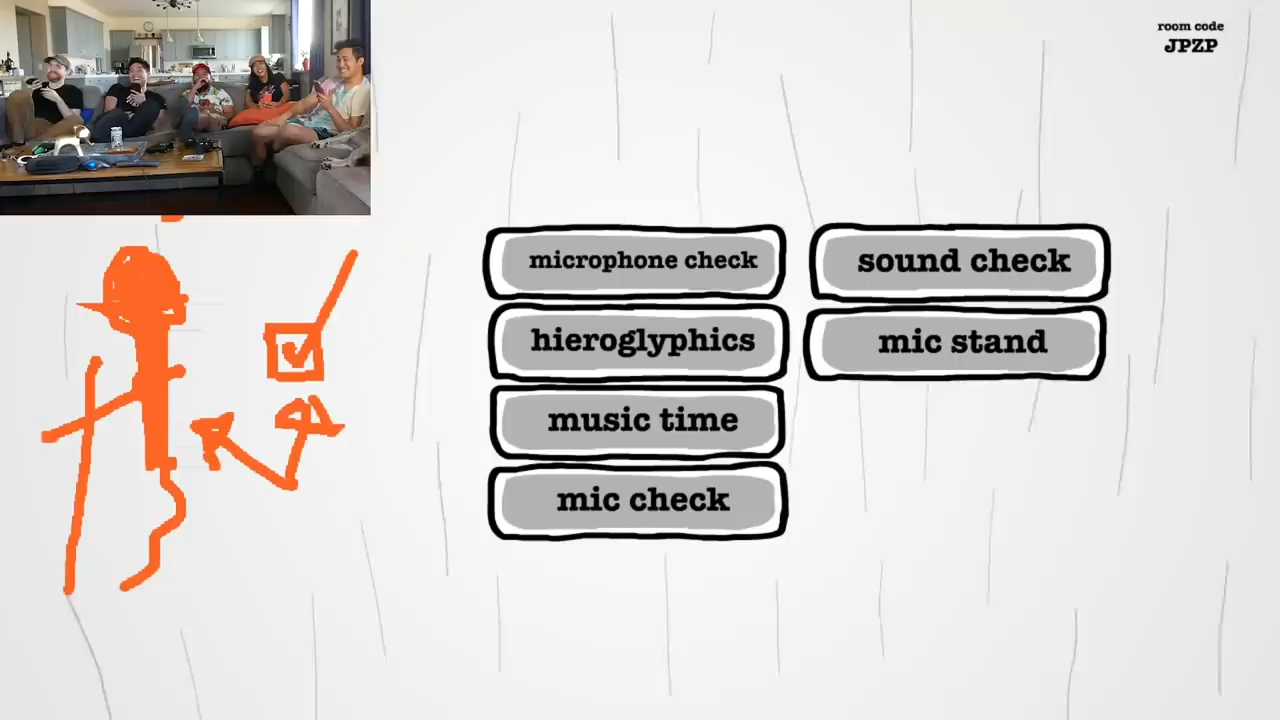 room code
JPZP
microphone check
sound check
hieroglyphics
mic stand
music time
mic check